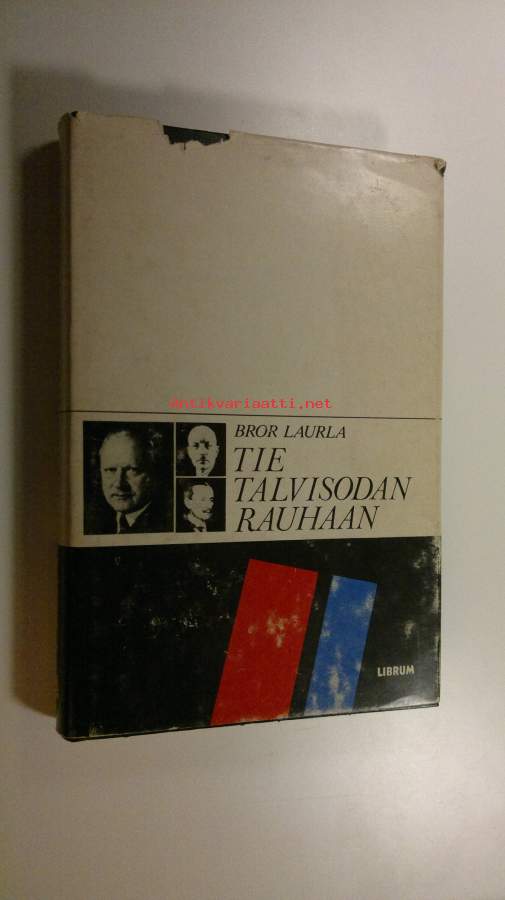 antikvariaatti.net
BROR LAURLA
TIE
TALVISODAN
RAUHAAN
LIBRUM